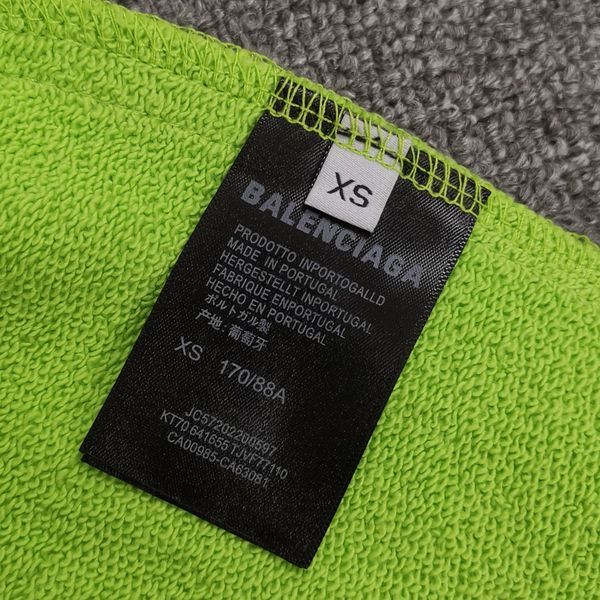 XS
BALENCIAGA
PRODOTTO INPORTOGALLD
MADE IN PORTUGAL
HERGESTELLT INPORTUGAL
FABRIQUE ENPORTUGAL
HECHO EN PORTUGAL
ポルトガル製
产地: 葡萄牙
XS 170/88A
JC57202200597
KT70 641655 TJVF77110
CA00985-CA63081